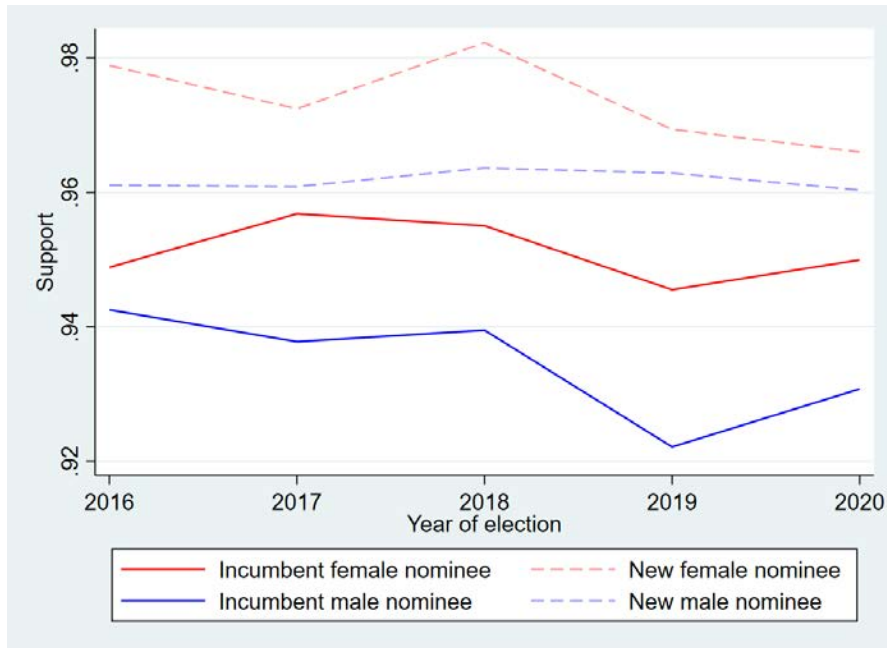 .98
.96
.94
.92
Support
2016 2017 2018 2019 2020
Year of election
Incumbent female nominee New female nominee
Incumbent male nominee New male nominee